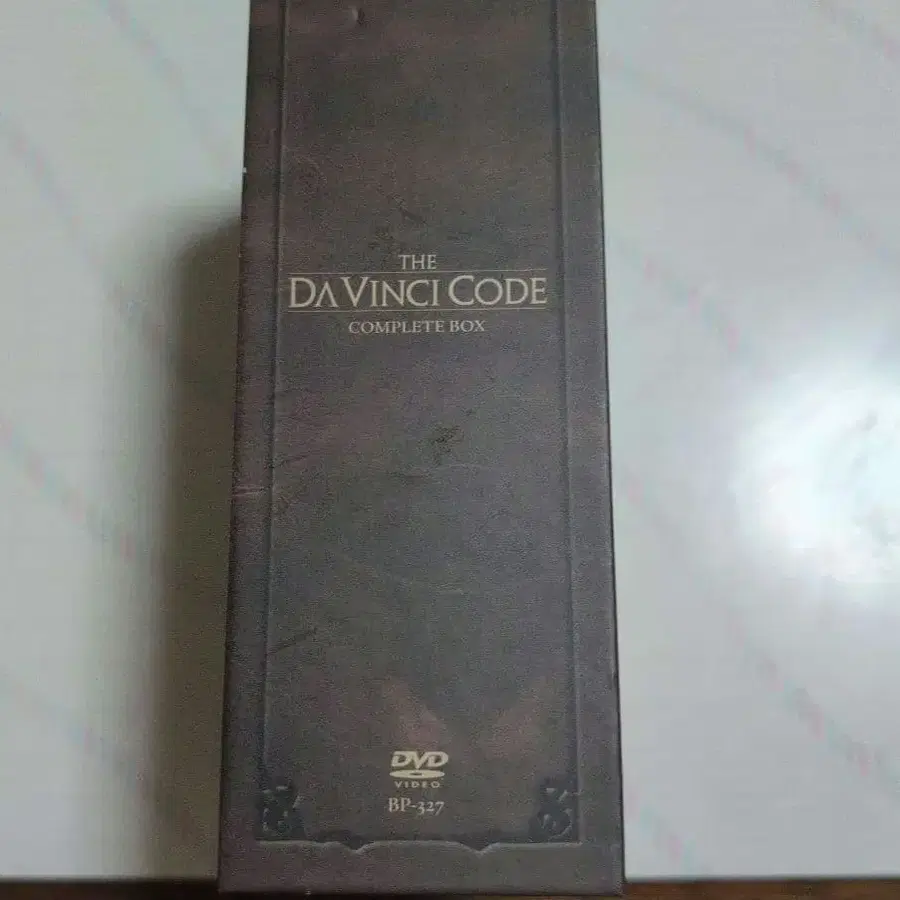 THE
DA VINCI CODE
COMPLETE BOX
DVD
VIDEO
BP-327